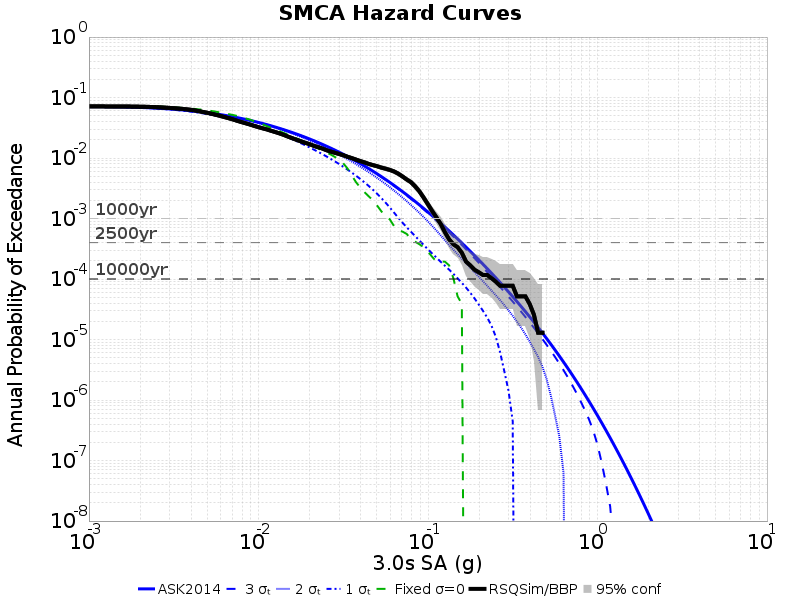 SMCA Hazard Curves
10^0
10^-1
10^-2
10^-3
10^-4
10^-5
10^-6
10^-7
10^-8
Annual Probability of Exceedance
1000yr
2500yr
10000yr
10^-3 10^-2 10^-1 10^0 10^1
3.0s SA (g)
ASK2014 3 σₜ 2 σₜ 1 σₜ Fixed σ=0 RSQSim/BBP 95% conf